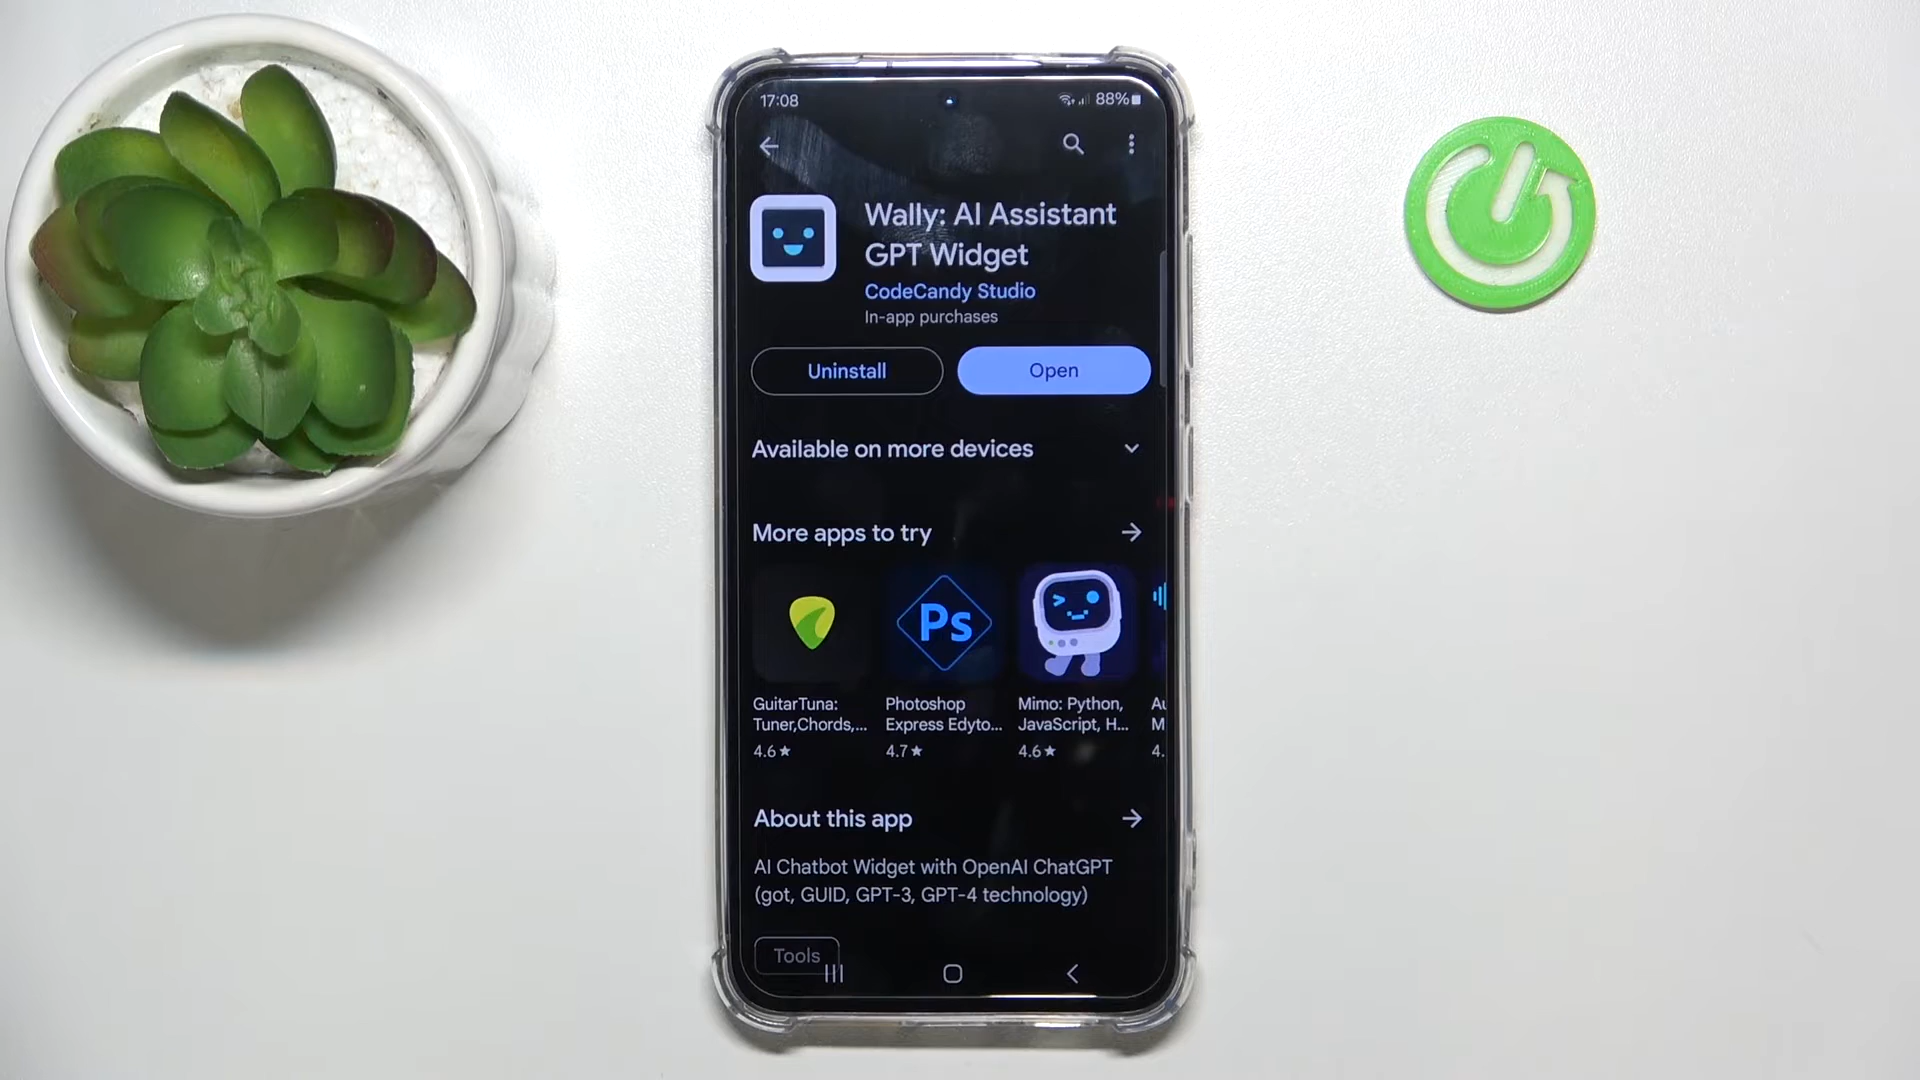 17:08
88%
Wally: AI Assistant
GPT Widget
CodeCandy Studio
In-app purchases
Uninstall
Open
Available on more devices
More apps to try
Ps
GuitarTuna:
Tuner,Chords,...
4.6★
Photoshop
Express Edyto...
4.7★
Mimo: Python,
JavaScript, H...
4.6★
4.
About this app
AI Chatbot Widget with OpenAI ChatGPT
(got, GUID, GPT-3, GPT-4 technology)
Tools